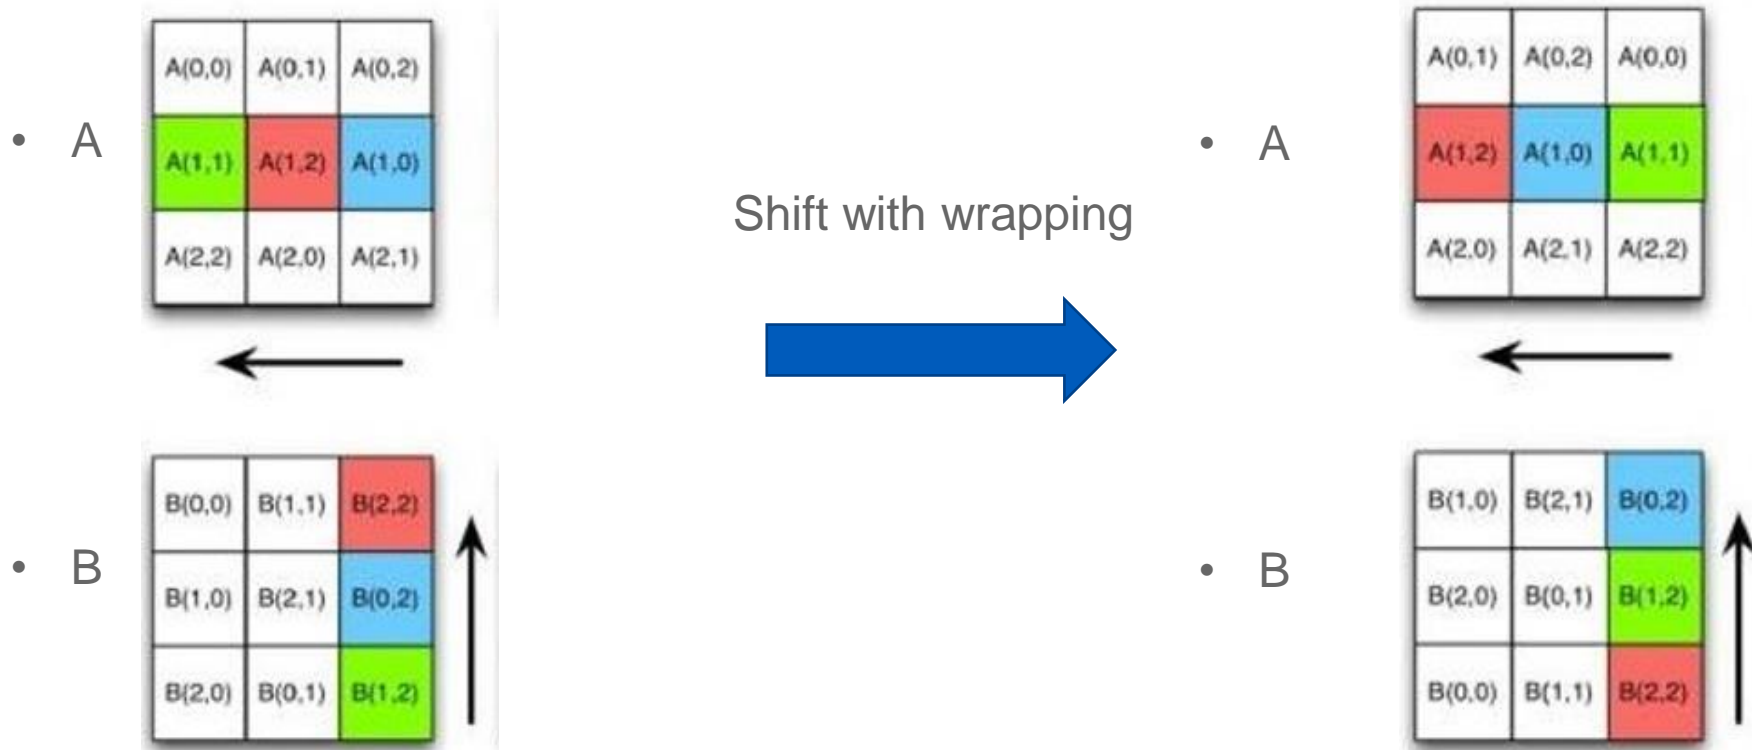 • A
A(0,0) A(0,1) A(0,2)
A(1,1) A(1,2) A(1,0)
A(2,2) A(2,0) A(2,1)
• B
B(0,0) B(1,1) B(2,2)
B(1,0) B(2,1) B(0,2)
B(2,0) B(0,1) B(1,2)
Shift with wrapping
• A
A(0,1) A(0,2) A(0,0)
A(1,2) A(1,0) A(1,1)
A(2,0) A(2,1) A(2,2)
• B
B(1,0) B(2,1) B(0,2)
B(2,0) B(0,1) B(1,2)
B(0,0) B(1,1) B(2,2)